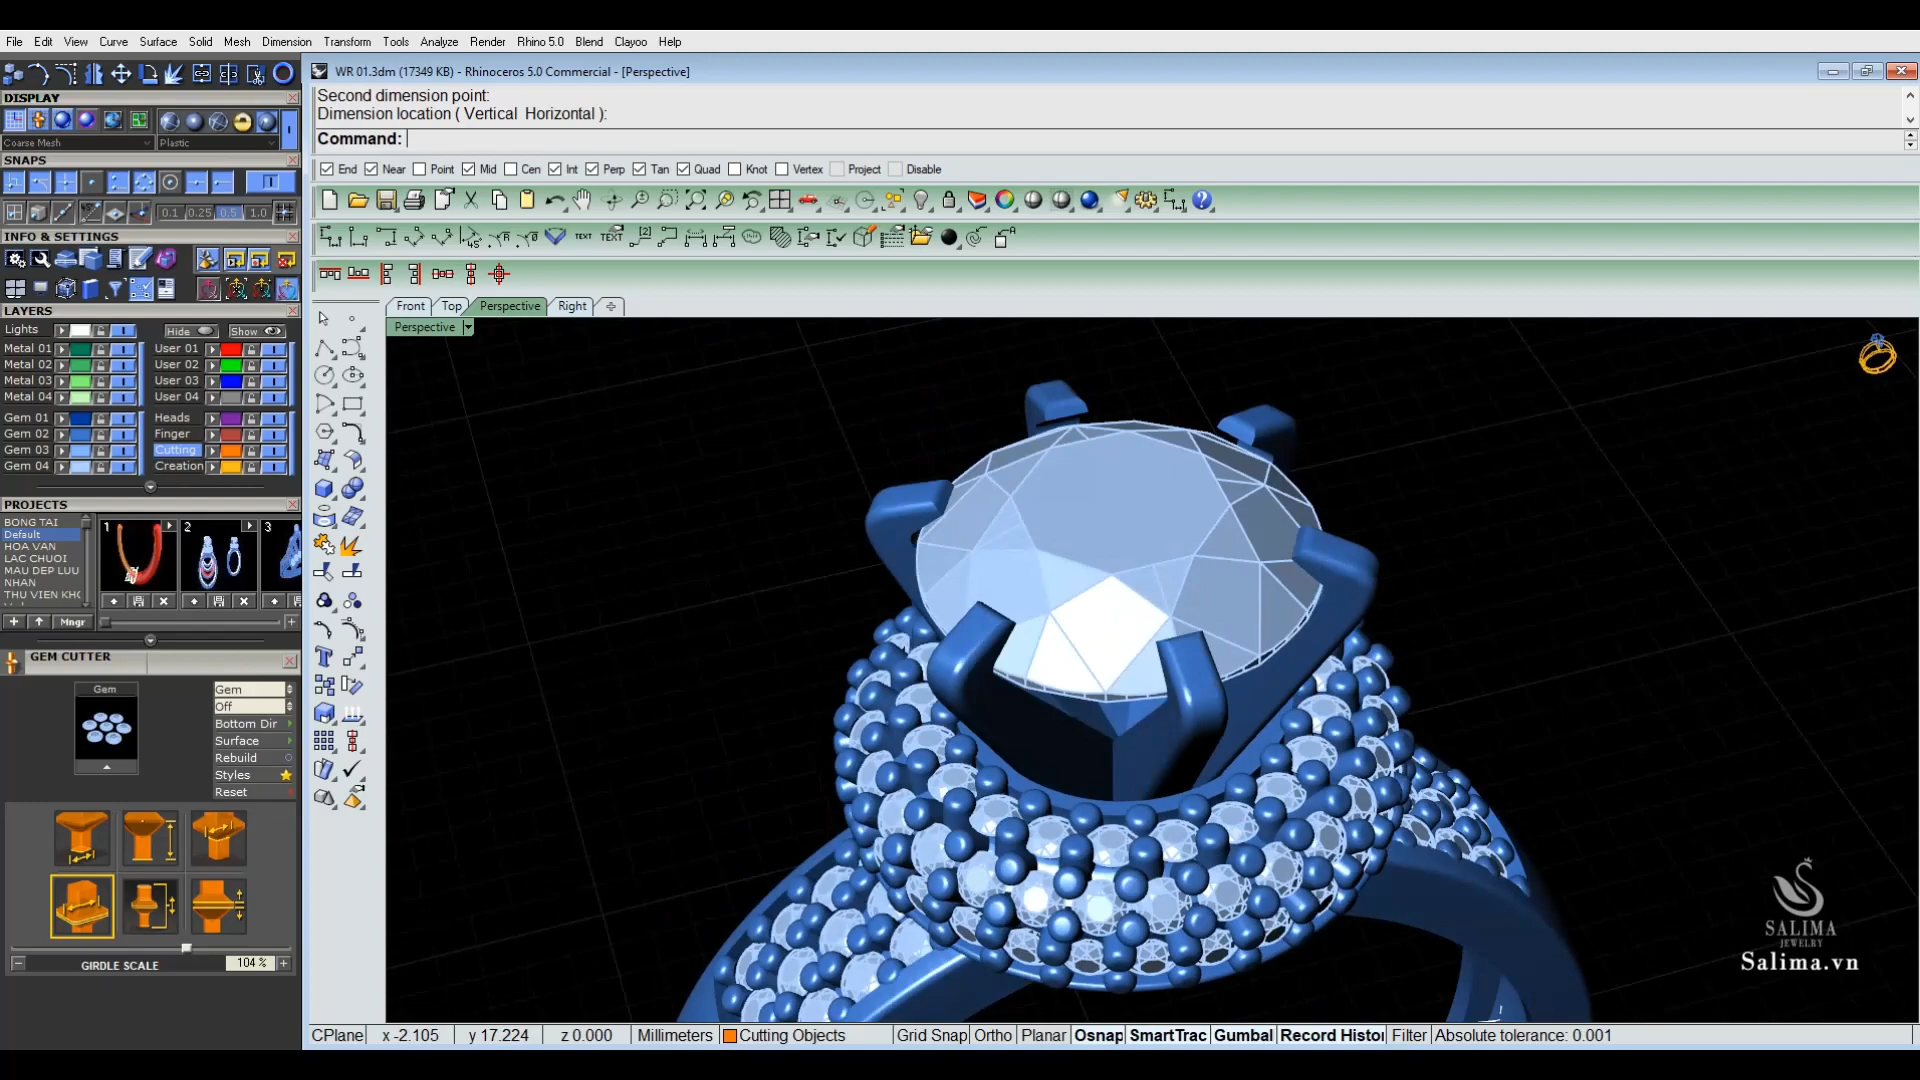 File Edit View Curve Surface Solid Mesh Dimension Transform Tools Analyze Render Rhino 5.0 Blend Clayoo Help
WR 01.3dm (17349 KB) - Rhinoceros 5.0 Commercial - [Perspective]
Second dimension point:
Dimension location ( Vertical Horizontal ):
Command:
End Near Point Mid Cen Int Perp Tan Quad Knot Vertex Project Disable
DISPLAY
Coarse Mesh Plastic
SNAPS
0.1 0.25 0.5 1.0
INFO & SETTINGS
TEXT TEXT
LAYERS
Lights Hide Show
Metal 01 User 01
Metal 02 User 02
Metal 03 User 03
Metal 04 User 04
Gem 01 Heads
Gem 02 Finger
Gem 03 Cutting
Gem 04 Creation
PROJECTS
BONG TAI
Default
HOA VAN
LAC CHUOI
MAU DEP LUU
NHAN
THU VIEN KHO
1 2 3
Mngr
GEM CUTTER
Gem
Gem
Off
Bottom Dir
Surface
Rebuild
Styles
Reset
GIRDLE SCALE 104 %
Front Top Perspective Right
Perspective
SALIMA
JEWELRY
Salima.vn
CPlane x -2.105 y 17.224 z 0.000 Millimeters Cutting Objects Grid Snap Ortho Planar Osnap SmartTrac Gumbal Record Histor Filter Absolute tolerance: 0.001